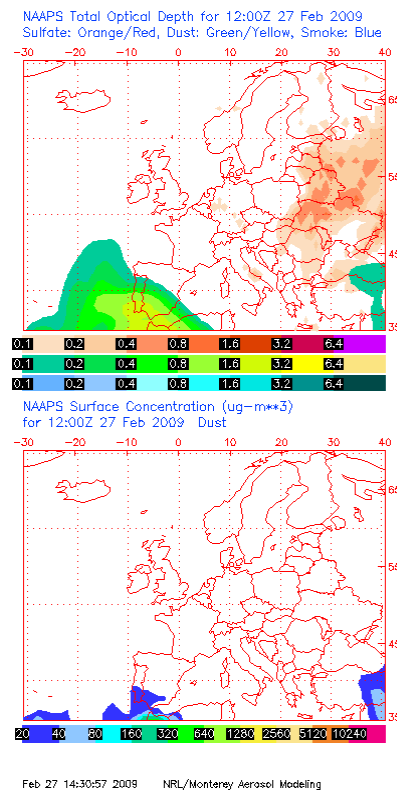 NAAPS Total Optical Depth for 12:00Z 27 Feb 2009
Sulfate: Orange/Red, Dust: Green/Yellow, Smoke: Blue
-30 -20 -10 0 10 20 30 40
65
55
45
35
0.1 0.2 0.4 0.8 1.6 3.2 6.4
0.1 0.2 0.4 0.8 1.6 3.2 6.4
0.1 0.2 0.4 0.8 1.6 3.2 6.4
NAAPS Surface Concentration (ug-m**3)
for 12:00Z 27 Feb 2009 Dust
-30 -20 -10 0 10 20 30 40
65
55
45
35
20 40 80 160 320 640 1280 2560 5120 10240
Feb 27 14:30:57 2009 NRL/Monterey Aerosol Modeling